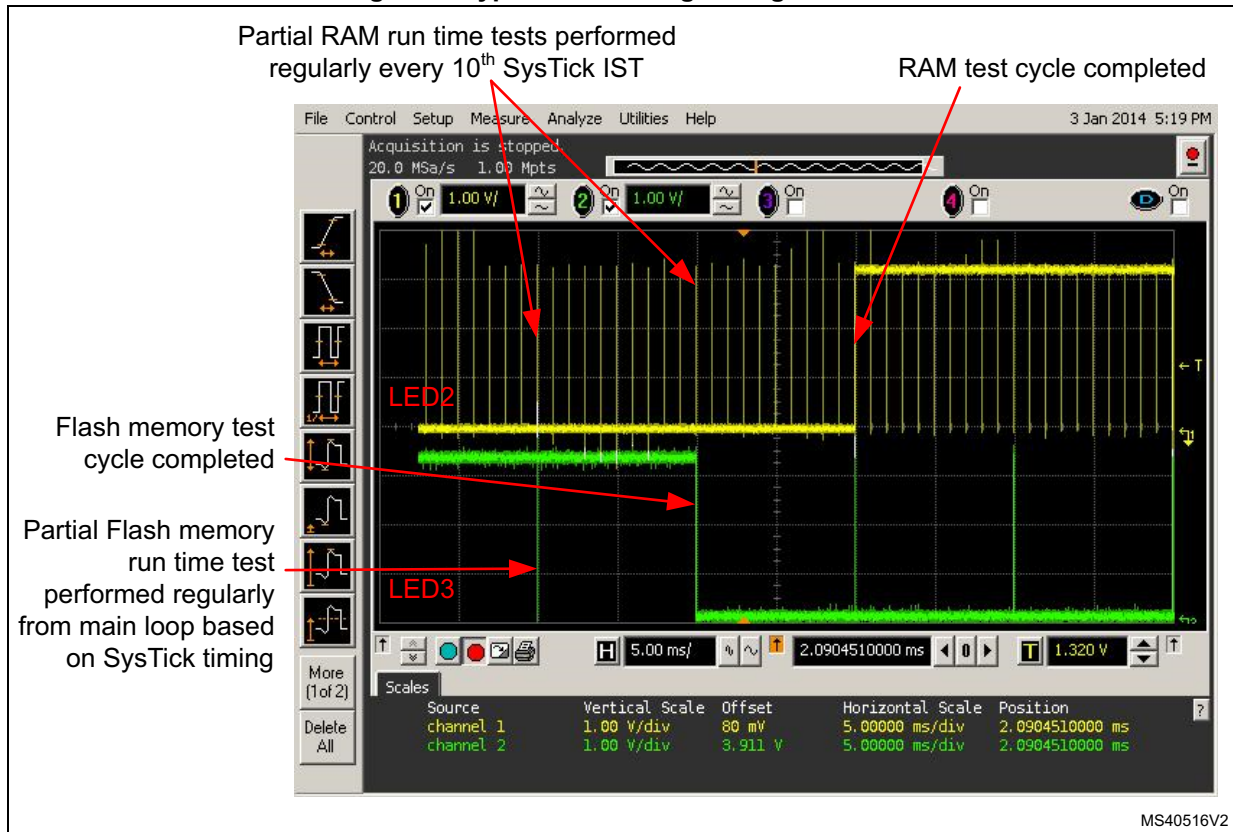 Partial RAM run time tests performed
regularly every 10th SysTick IST
RAM test cycle completed
File Control Setup Measure Analyze Utilities Help 3 Jan 2014 5:19 PM
Acquisition is stopped.
20.0 MSa/s 1.00 Mpts
1 On 1.00 V/ 2 On 1.00 V/ 3 On 4 On D On
T
LED2
Flash memory test
cycle completed
Partial Flash memory
run time test
performed regularly
from main loop based
on SysTick timing
LED3
H 5.00 ms/ 2.0904510000 ms 0 T 1.320 V
More
(1of 2)
Delete
All
Scales
Source Vertical Scale Offset Horizontal Scale Position
channel 1 1.00 V/div 80 mV 5.00000 ms/div 2.0904510000 ms
channel 2 1.00 V/div 3.911 V 5.00000 ms/div 2.0904510000 ms
?
MS40516V2